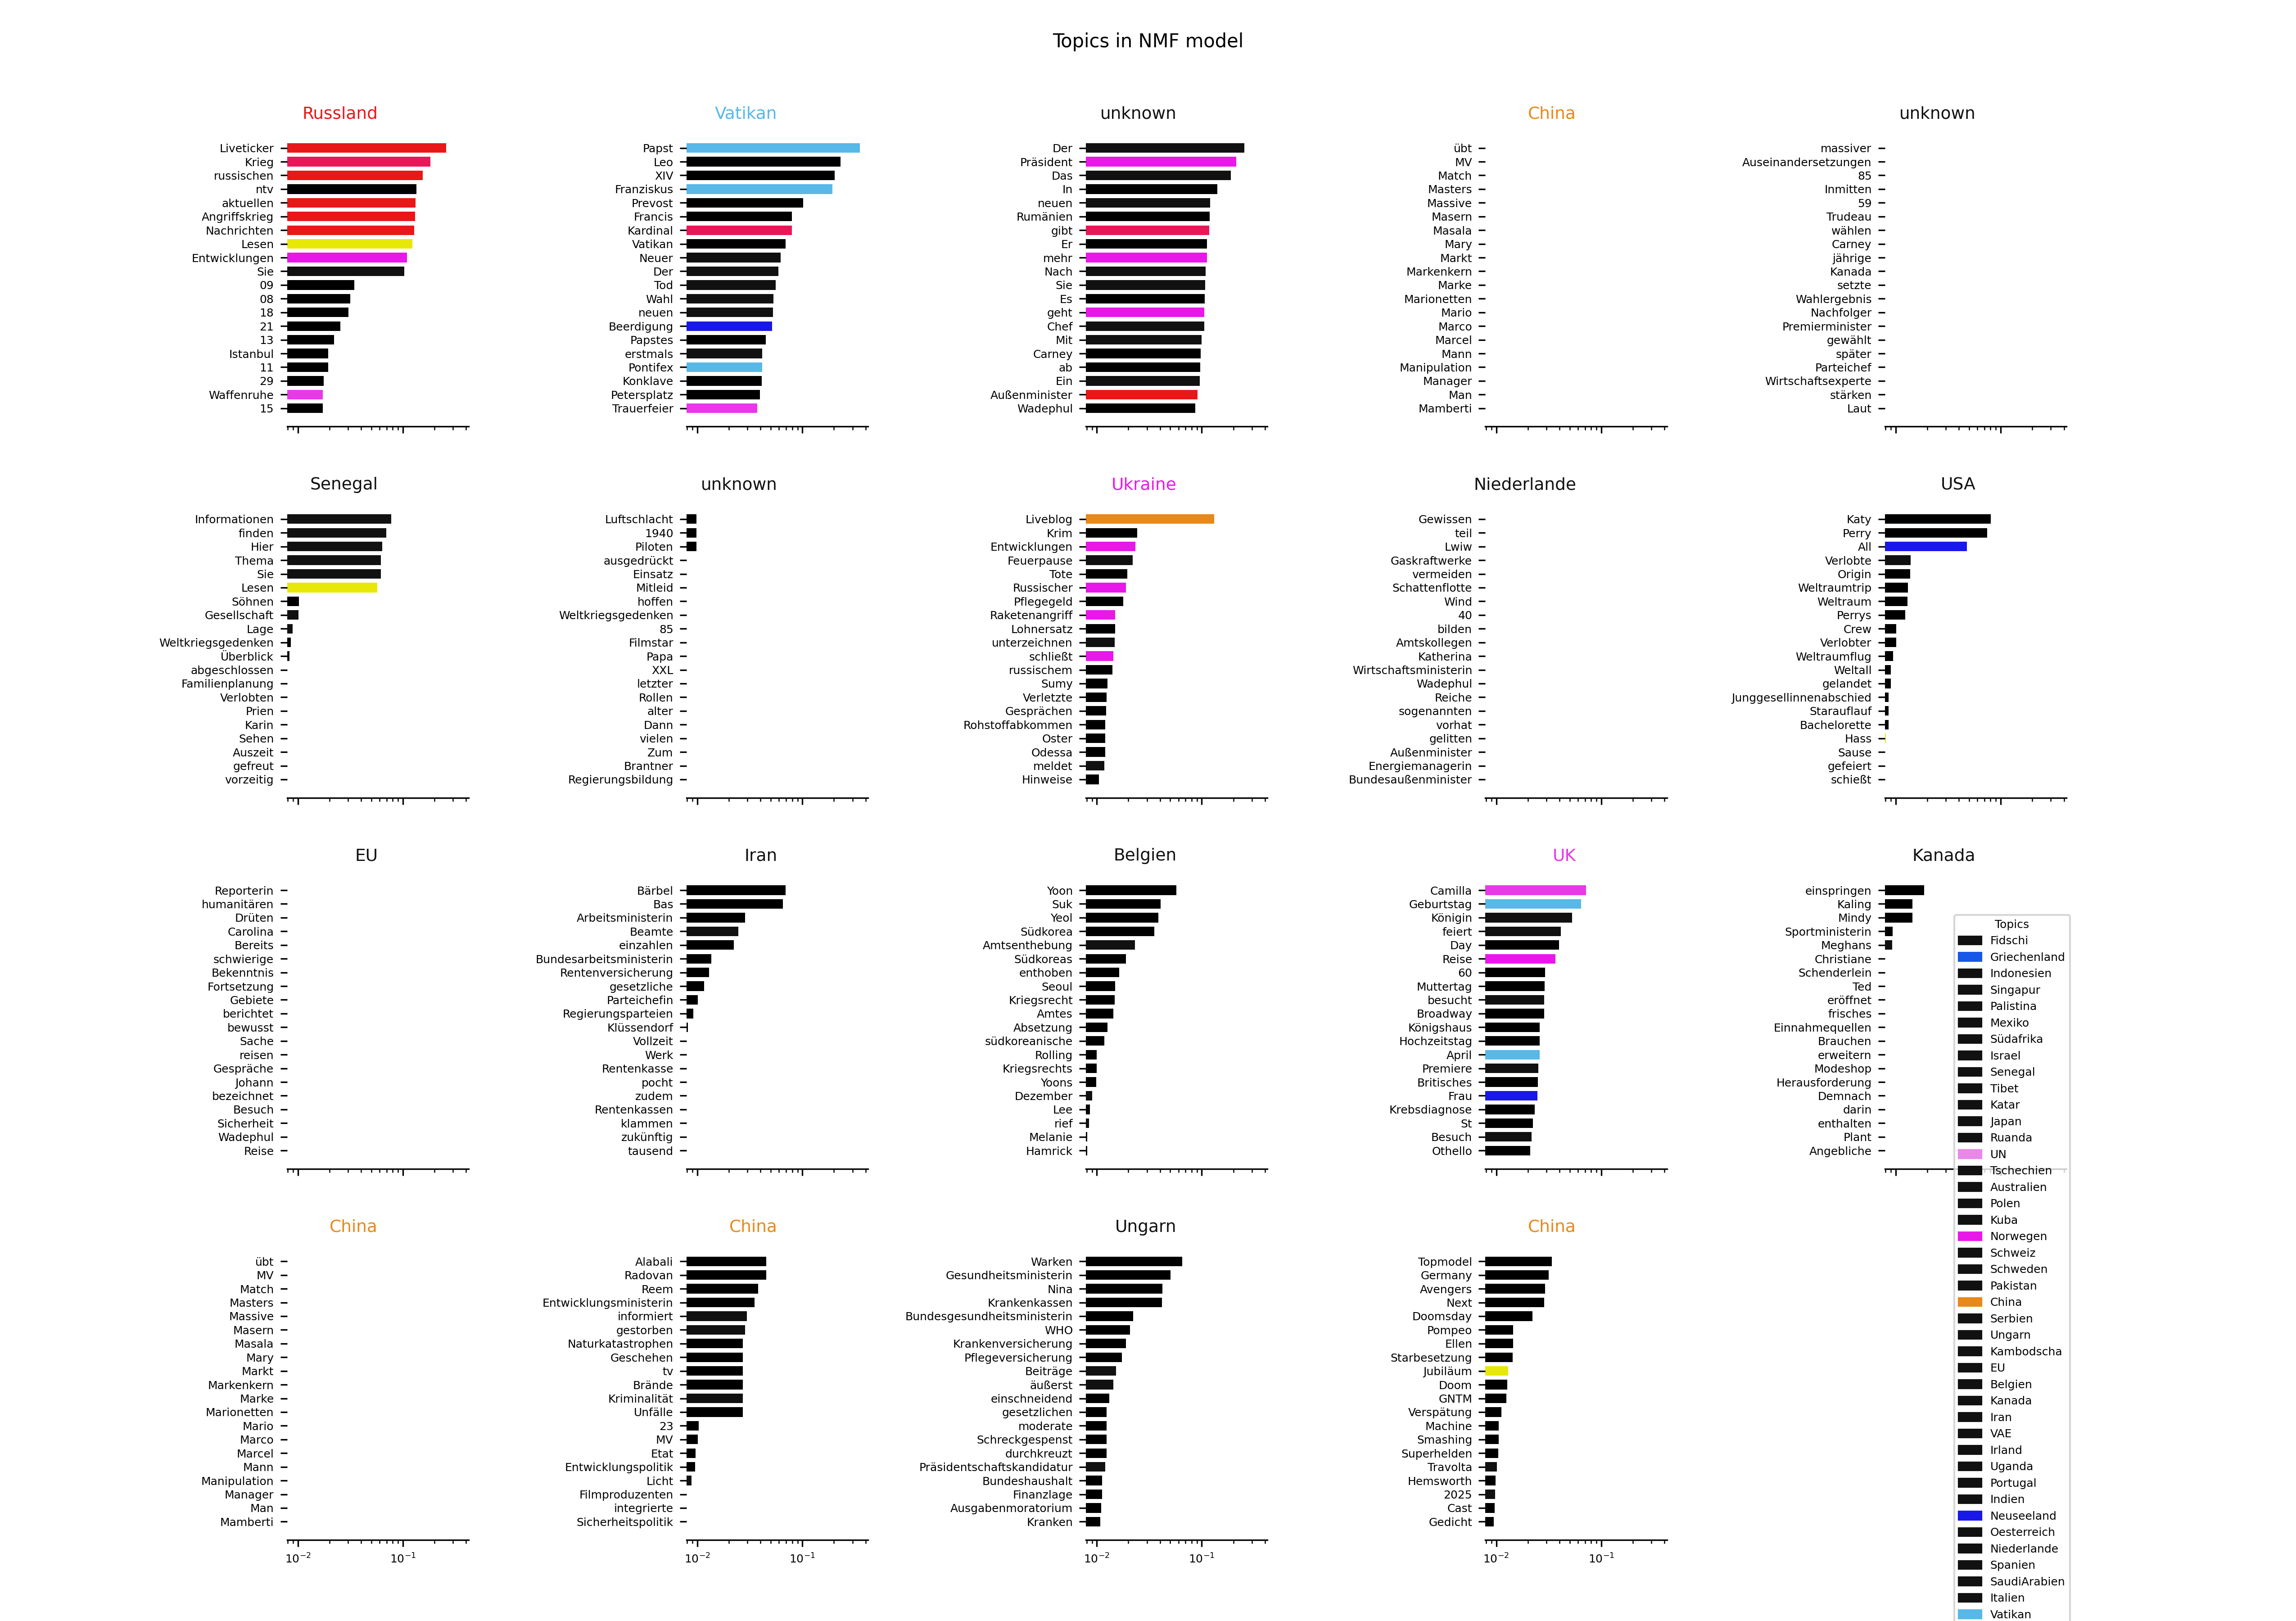 Topics in NMF model
Russland
Liveticker
Krieg
russischen
ntv
aktuellen
Angriffskrieg
Nachrichten
Lesen
Entwicklungen
Sie
09
08
18
21
13
Istanbul
11
29
Waffenruhe
15
Vatikan
Papst
Leo
XIV
Franziskus
Prevost
Francis
Kardinal
Vatikan
Neuer
Der
Tod
Wahl
neuen
Beerdigung
Papstes
erstmals
Pontifex
Konklave
Petersplatz
Trauerfeier
unknown
Der
Präsident
Das
In
neuen
Rumänien
gibt
Er
mehr
Nach
Sie
Es
geht
Chef
Mit
Carney
ab
Ein
Außenminister
Wadephul
China
übt
MV
Match
Masters
Massive
Masern
Masala
Mary
Markt
Markenkern
Marke
Marionetten
Mario
Marco
Marcel
Mann
Manipulation
Manager
Man
Mamberti
unknown
massiver
Auseinandersetzungen
85
Inmitten
59
Trudeau
wählen
Carney
jährige
Kanada
setzte
Wahlergebnis
Nachfolger
Premierminister
gewählt
später
Parteichef
Wirtschaftsexperte
stärken
Laut
Senegal
Informationen
finden
Hier
Thema
Sie
Lesen
Söhnen
Gesellschaft
Lage
Weltkriegsgedenken
Überblick
abgeschlossen
Familienplanung
Verlobten
Prien
Karin
Sehen
Auszeit
gefreut
vorzeitig
unknown
Luftschlacht
1940
Piloten
ausgedrückt
Einsatz
Mitleid
hoffen
Weltkriegsgedenken
85
Filmstar
Papa
XXL
letzter
Rollen
alter
Dann
vielen
Zum
Brantner
Regierungsbildung
Ukraine
Liveblog
Krim
Entwicklungen
Feuerpause
Tote
Russischer
Pflegegeld
Raketenangriff
Lohnersatz
unterzeichnen
schließt
russischem
Sumy
Verletzte
Gesprächen
Rohstoffabkommen
Oster
Odessa
meldet
Hinweise
Niederlande
Gewissen
teil
Lwiw
Gaskraftwerke
vermeiden
Schattenflotte
Wind
40
bilden
Amtskollegen
Katherina
Wirtschaftsministerin
Wadephul
Reiche
sogenannten
vorhat
gelitten
Außenminister
Energiemanagerin
Bundesaußenminister
USA
Katy
Perry
All
Verlobte
Origin
Weltraumtrip
Weltraum
Perrys
Crew
Verlobter
Weltraumflug
Weltall
gelandet
Junggesellinnenabschied
Starauflauf
Bachelorette
Hass
Sause
gefeiert
schießt
EU
Reporterin
humanitären
Drüten
Carolina
Bereits
schwierige
Bekenntnis
Fortsetzung
Gebiete
berichtet
bewusst
Sache
reisen
Gespräche
Johann
bezeichnet
Besuch
Sicherheit
Wadephul
Reise
Iran
Bärbel
Bas
Arbeitsministerin
Beamte
einzahlen
Bundesarbeitsministerin
Rentenversicherung
gesetzliche
Parteichefin
Regierungsparteien
Klüssendorf
Vollzeit
Werk
Rentenkasse
pocht
zudem
Rentenkassen
klammen
zukünftig
tausend
Belgien
Yoon
Suk
Yeol
Südkorea
Amtsenthebung
Südkoreas
enthoben
Seoul
Kriegsrecht
Amtes
Absetzung
südkoreanische
Rolling
Kriegsrechts
Yoons
Dezember
Lee
rief
Melanie
Hamrick
UK
Camilla
Geburtstag
Königin
feiert
Day
Reise
60
Muttertag
besucht
Broadway
Königshaus
Hochzeitstag
April
Premiere
Britisches
Frau
Krebsdiagnose
St
Besuch
Othello
Kanada
einspringen
Kaling
Mindy
Sportministerin
Meghans
Christiane
Schenderlein
Ted
eröffnet
frisches
Einnahmequellen
Brauchen
erweitern
Modeshop
Herausforderung
Demnach
darin
enthalten
Plant
Angebliche
China
übt
MV
Match
Masters
Massive
Masern
Masala
Mary
Markt
Markenkern
Marke
Marionetten
Mario
Marco
Marcel
Mann
Manipulation
Manager
Man
Mamberti
10⁻² 10⁻¹
China
Alabali
Radovan
Reem
Entwicklungsministerin
informiert
gestorben
Naturkatastrophen
Geschehen
tv
Brände
Kriminalität
Unfälle
23
MV
Etat
Entwicklungspolitik
Licht
Filmproduzenten
integrierte
Sicherheitspolitik
10⁻² 10⁻¹
Ungarn
Warken
Gesundheitsministerin
Nina
Krankenkassen
Bundesgesundheitsministerin
WHO
Krankenversicherung
Pflegeversicherung
Beiträge
äußerst
einschneidend
gesetzlichen
moderate
Schreckgespenst
durchkreuzt
Präsidentschaftskandidatur
Bundeshaushalt
Finanzlage
Ausgabenmoratorium
Kranken
10⁻² 10⁻¹
China
Topmodel
Germany
Avengers
Next
Doomsday
Pompeo
Ellen
Starbesetzung
Jubiläum
Doom
GNTM
Verspätung
Machine
Smashing
Superhelden
Travolta
Hemsworth
2025
Cast
Gedicht
10⁻² 10⁻¹
Topics
Fidschi
Griechenland
Indonesien
Singapur
Palistina
Mexiko
Südafrika
Israel
Senegal
Tibet
Katar
Japan
Ruanda
UN
Tschechien
Australien
Polen
Kuba
Norwegen
Schweiz
Schweden
Pakistan
China
Serbien
Ungarn
Kambodscha
EU
Belgien
Kanada
Iran
VAE
Irland
Uganda
Portugal
Indien
Neuseeland
Oesterreich
Niederlande
Spanien
SaudiArabien
Italien
Vatikan